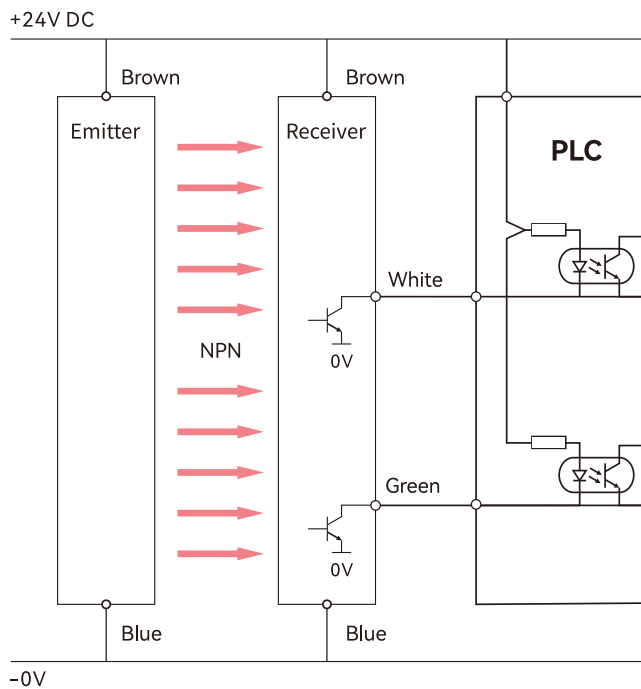 +24V DC
Brown
Brown
Emitter
Receiver
PLC
White
NPN
0V
Green
0V
Blue
Blue
-0V